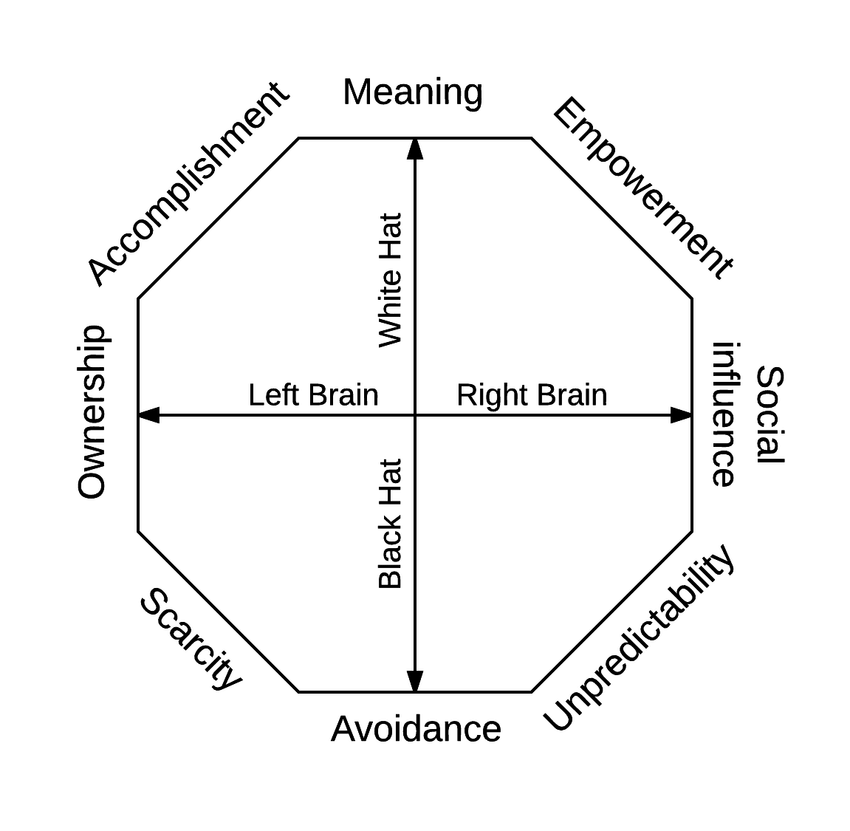 Meaning
Accomplishment
Empowerment
White Hat
Ownership
Left Brain
Right Brain
Social
influence
Black Hat
Scarcity
Unpredictability
Avoidance